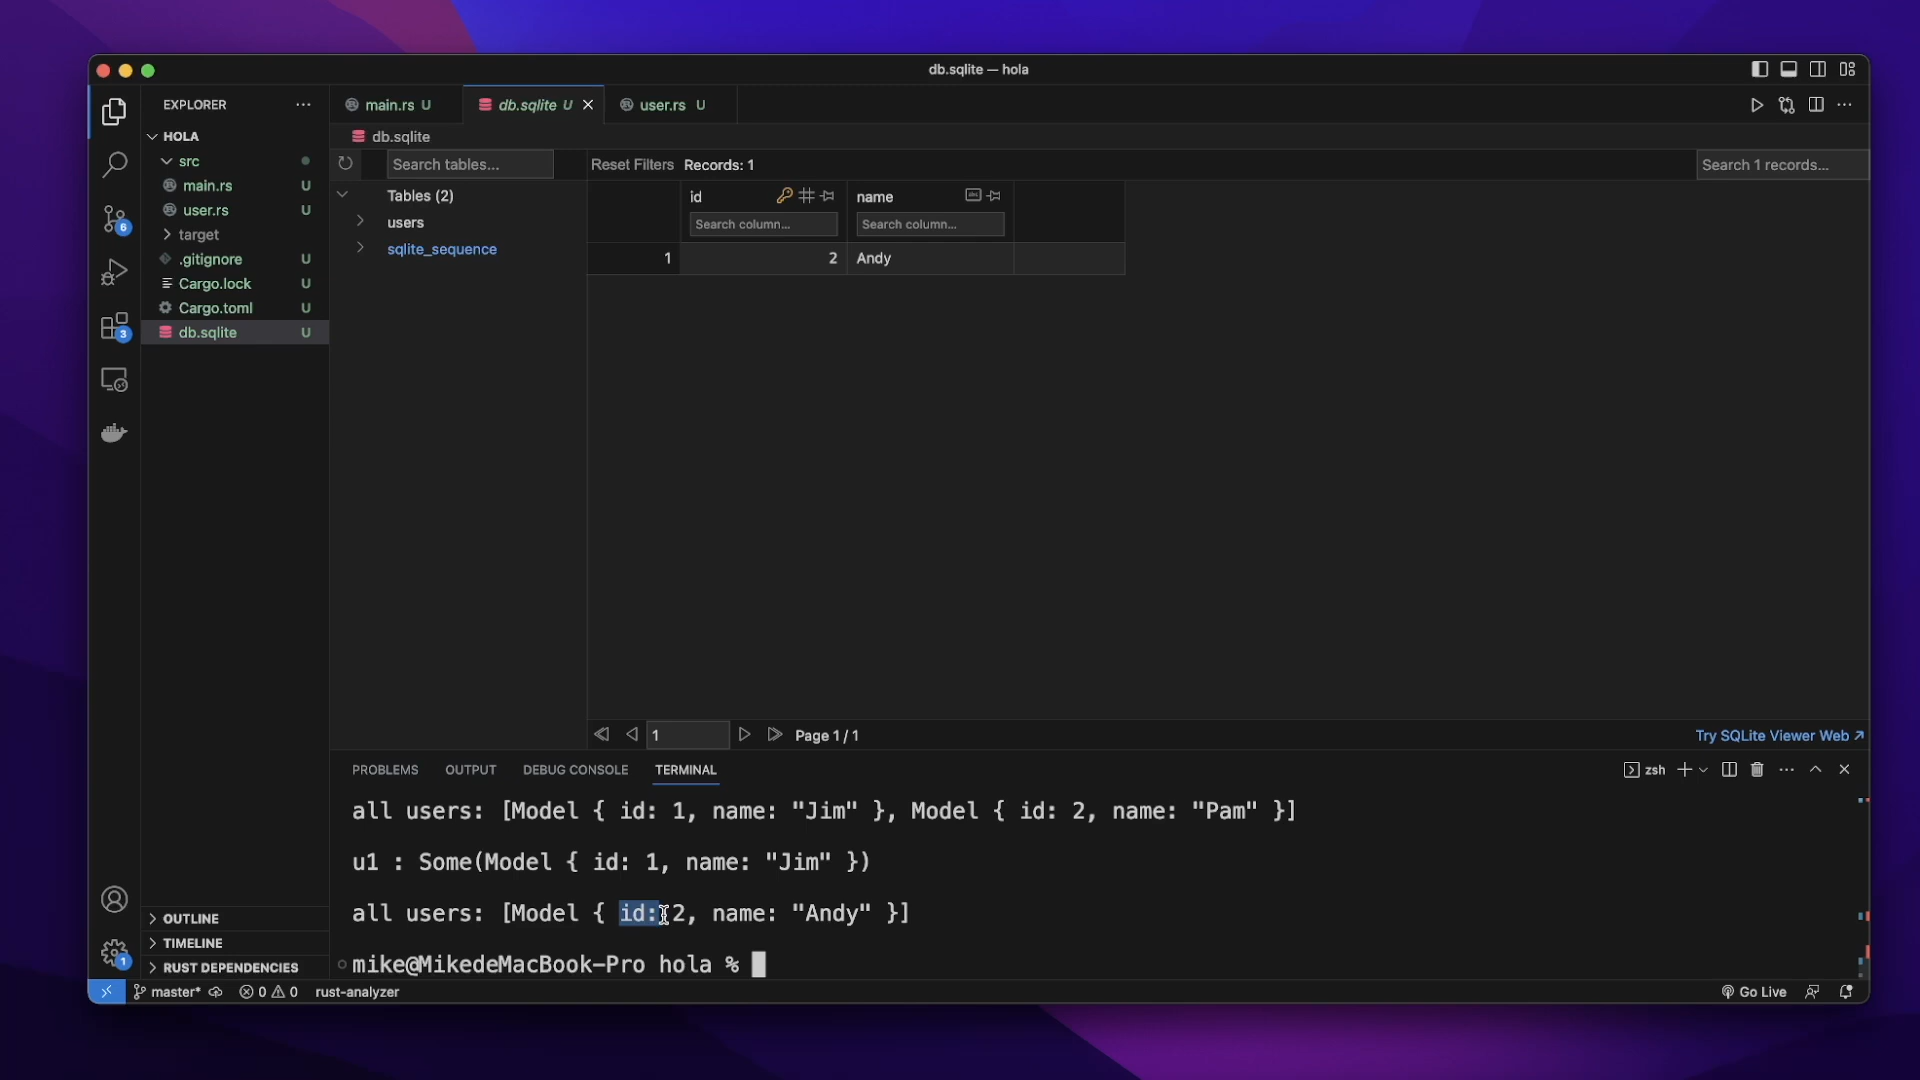 db.sqlite — hola
EXPLORER
main.rs U
db.sqlite U
user.rs U
HOLA
db.sqlite
src
Search tables...
Reset Filters Records: 1
Search 1 records...
main.rs U
Tables (2)
id
name
user.rs U
users
Search column...
Search column...
target
sqlite_sequence
.gitignore U
1 2 Andy
Cargo.lock U
Cargo.toml U
db.sqlite U
6
3
1 Page 1 / 1
Try SQLite Viewer Web
PROBLEMS OUTPUT DEBUG CONSOLE TERMINAL
zsh
all users: [Model { id: 1, name: "Jim" }, Model { id: 2, name: "Pam" }]
u1 : Some(Model { id: 1, name: "Jim" })
all users: [Model { id: 2, name: "Andy" }]
mike@MikedeMacBook-Pro hola %
OUTLINE
TIMELINE
RUST DEPENDENCIES
1
master* 0 0 rust-analyzer
Go Live